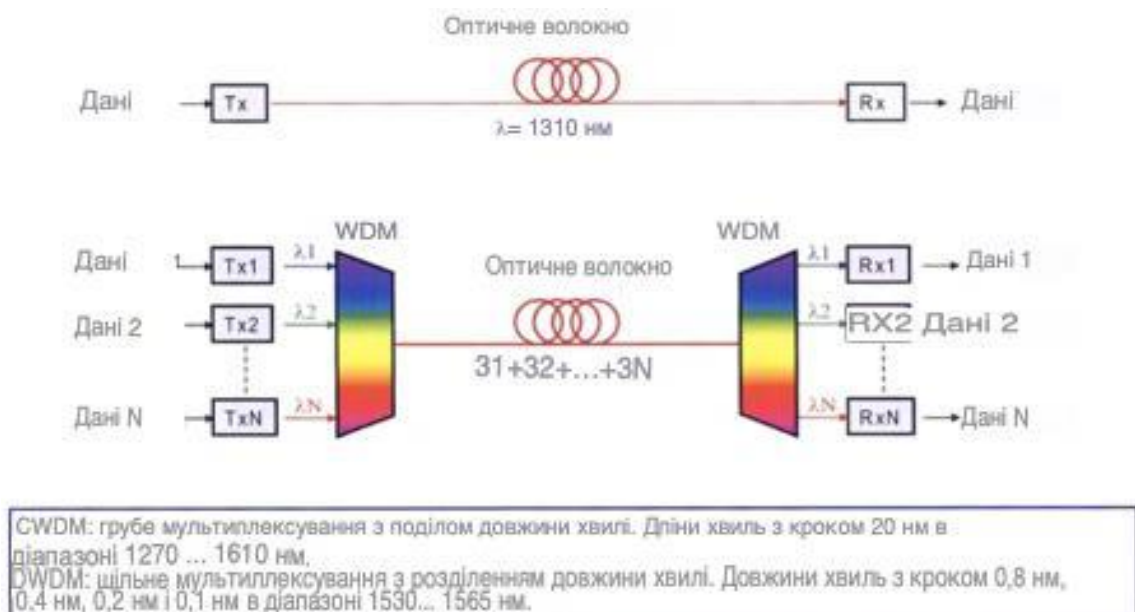 Оптичне волокно
Дані Tx Rx Дані
λ= 1310 нм
WDM WDM
Дані 1 Tx1 λ1 λ1 Rx1 Дані 1
Оптичне волокно
Дані 2 Tx2 λ2 λ2 RX2 Дані 2
31+32+...+3N
Дані N TxN λN λN RxN Дані N
CWDM: грубе мультиплексування з поділом довжини хвилі. Дпіни хвиль з кроком 20 нм в
діапазоні 1270 ... 1610 нм,
DWDM: щільне мультиплексування з розділенням довжини хвилі. Довжини хвиль з кроком 0,8 нм,
0,4 нм, 0,2 нм і 0,1 нм в діапазоні 1530... 1565 нм.